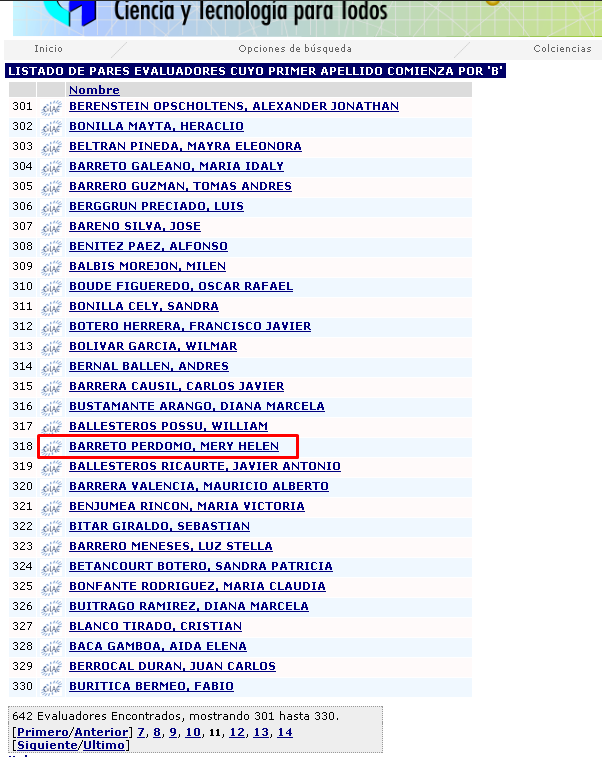 Ciencia y Tecnología para Todos
Inicio Opciones de búsqueda Colciencias
LISTADO DE PARES EVALUADORES CUYO PRIMER APELLIDO COMIENZA POR 'B'
Nombre
301 BERENSTEIN OPSCHOLTENS, ALEXANDER JONATHAN
302 BONILLA MAYTA, HERACLIO
303 BELTRAN PINEDA, MAYRA ELEONORA
304 BARRETO GALEANO, MARIA IDALY
305 BARRERO GUZMAN, TOMAS ANDRES
306 BERGGRUN PRECIADO, LUIS
307 BARENO SILVA, JOSE
308 BENITEZ PAEZ, ALFONSO
309 BALBIS MOREJON, MILEN
310 BOUDE FIGUEREDO, OSCAR RAFAEL
311 BONILLA CELY, SANDRA
312 BOTERO HERRERA, FRANCISCO JAVIER
313 BOLIVAR GARCIA, WILMAR
314 BERNAL BALLEN, ANDRES
315 BARRERA CAUSIL, CARLOS JAVIER
316 BUSTAMANTE ARANGO, DIANA MARCELA
317 BALLESTEROS POSSU, WILLIAM
318 BARRETO PERDOMO, MERY HELEN
319 BALLESTEROS RICAURTE, JAVIER ANTONIO
320 BARRERA VALENCIA, MAURICIO ALBERTO
321 BENJUMEA RINCON, MARIA VICTORIA
322 BITAR GIRALDO, SEBASTIAN
323 BARRERO MENESES, LUZ STELLA
324 BETANCOURT BOTERO, SANDRA PATRICIA
325 BONFANTE RODRIGUEZ, MARIA CLAUDIA
326 BUITRAGO RAMIREZ, DIANA MARCELA
327 BLANCO TIRADO, CRISTIAN
328 BACA GAMBOA, AIDA ELENA
329 BERROCAL DURAN, JUAN CARLOS
330 BURITICA BERMEO, FABIO
642 Evaluadores Encontrados, mostrando 301 hasta 330.
[Primero/Anterior] 7, 8, 9, 10, 11, 12, 13, 14
[Siguiente/Ultimo]